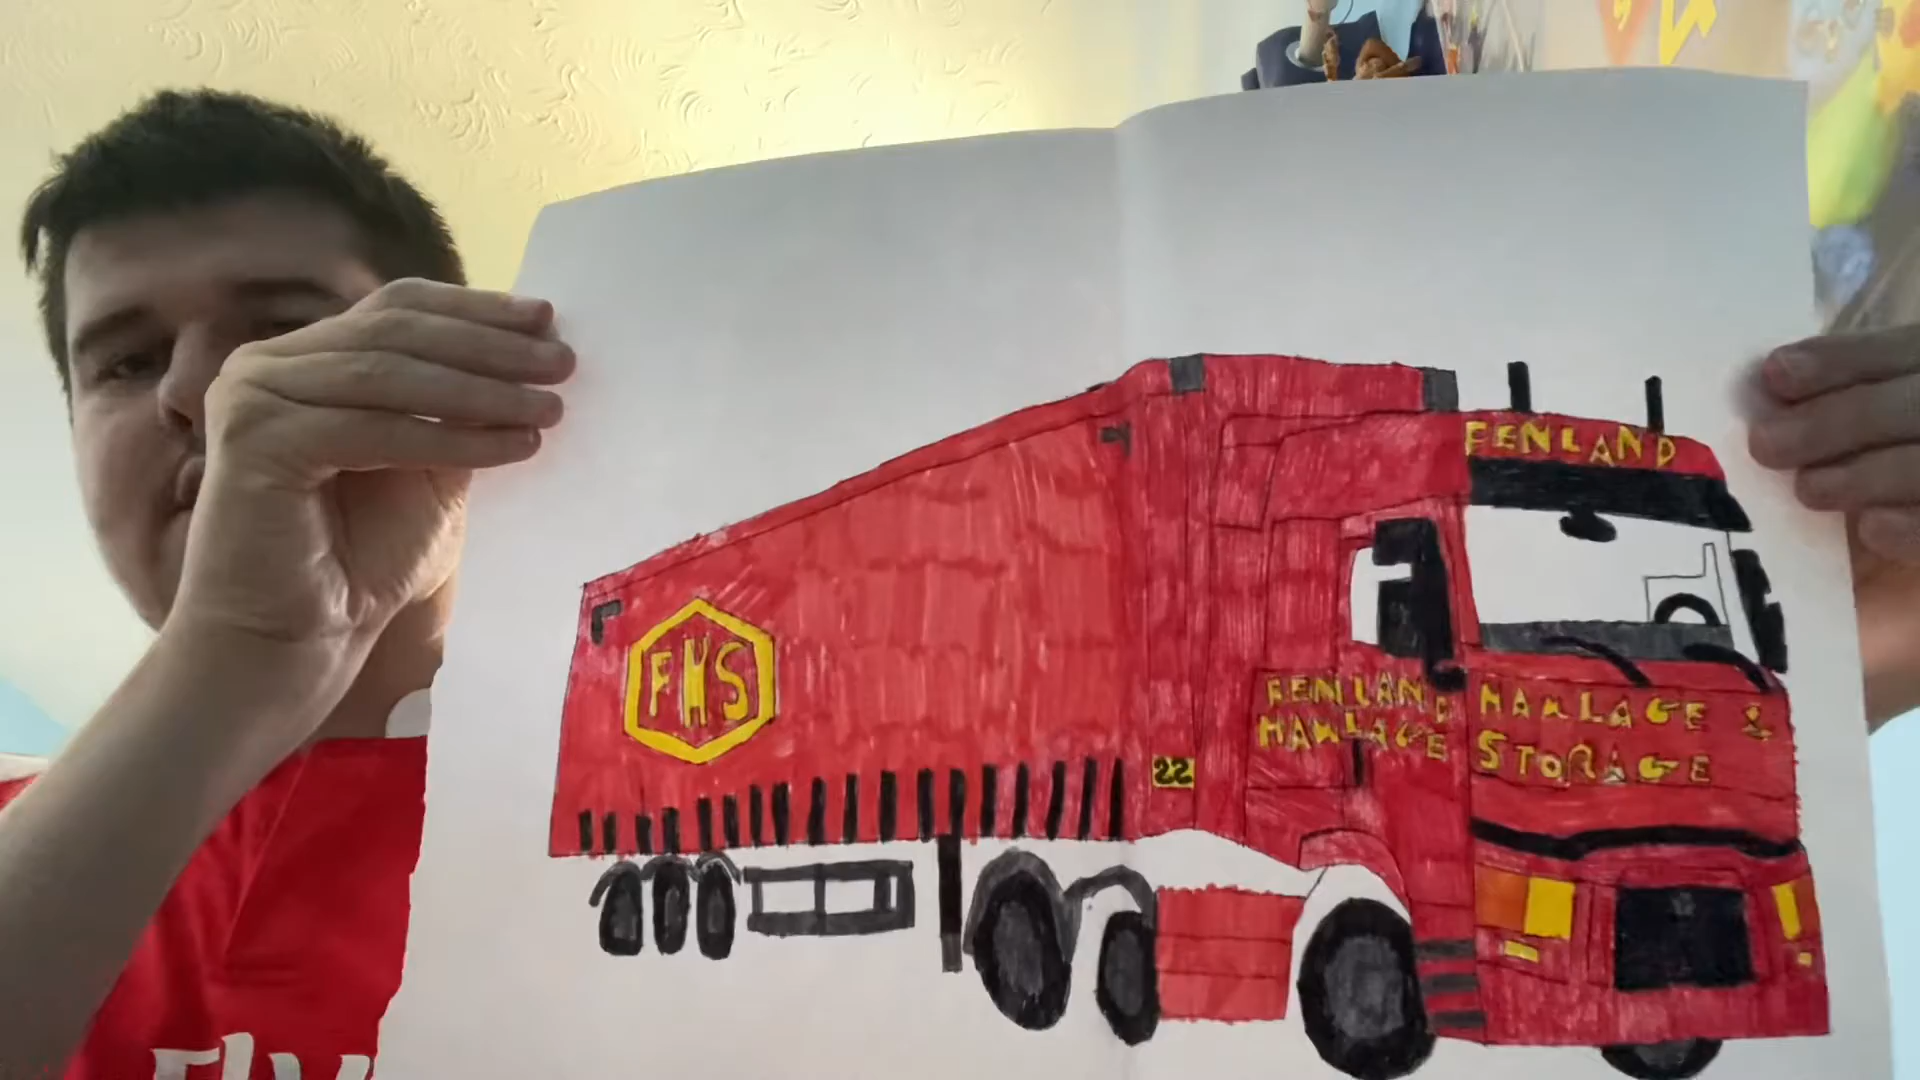 FENLAND
FHS
FENLAND
HAULAGE
HAULAGE &
STORAGE
22